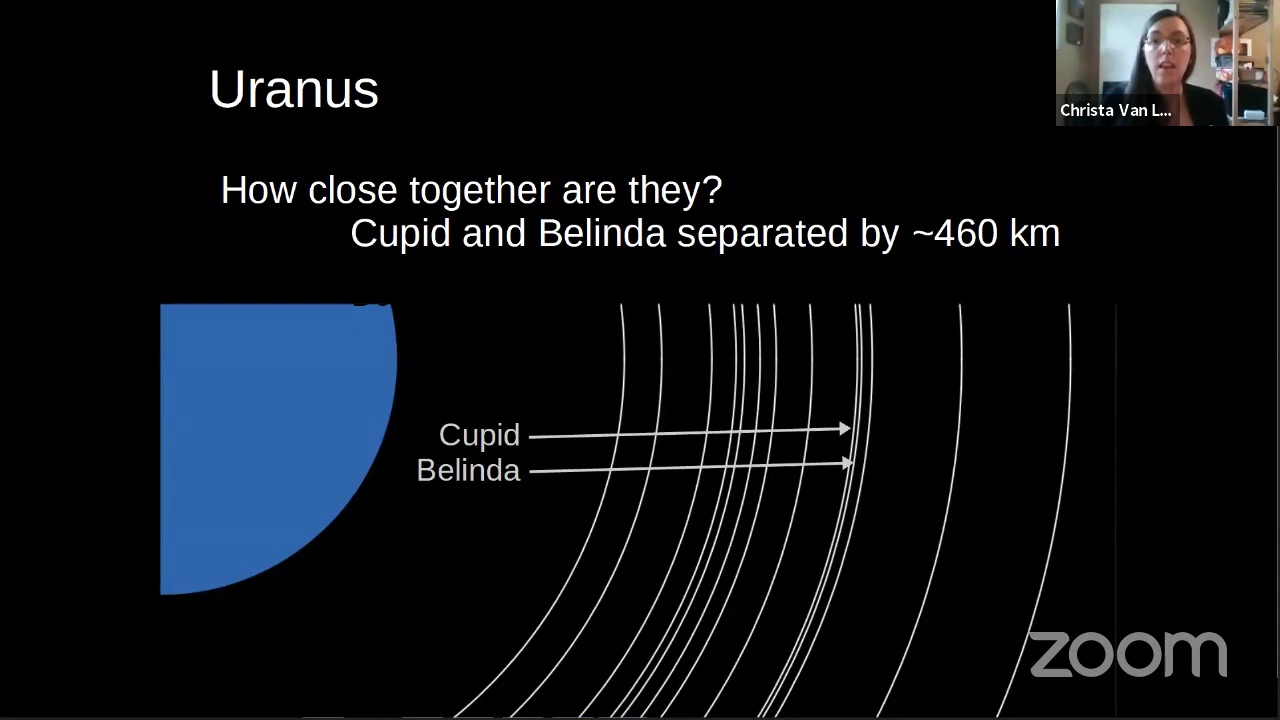 Uranus
Christa Van L...
How close together are they?
Cupid and Belinda separated by ~460 km
Cupid
Belinda
zoom